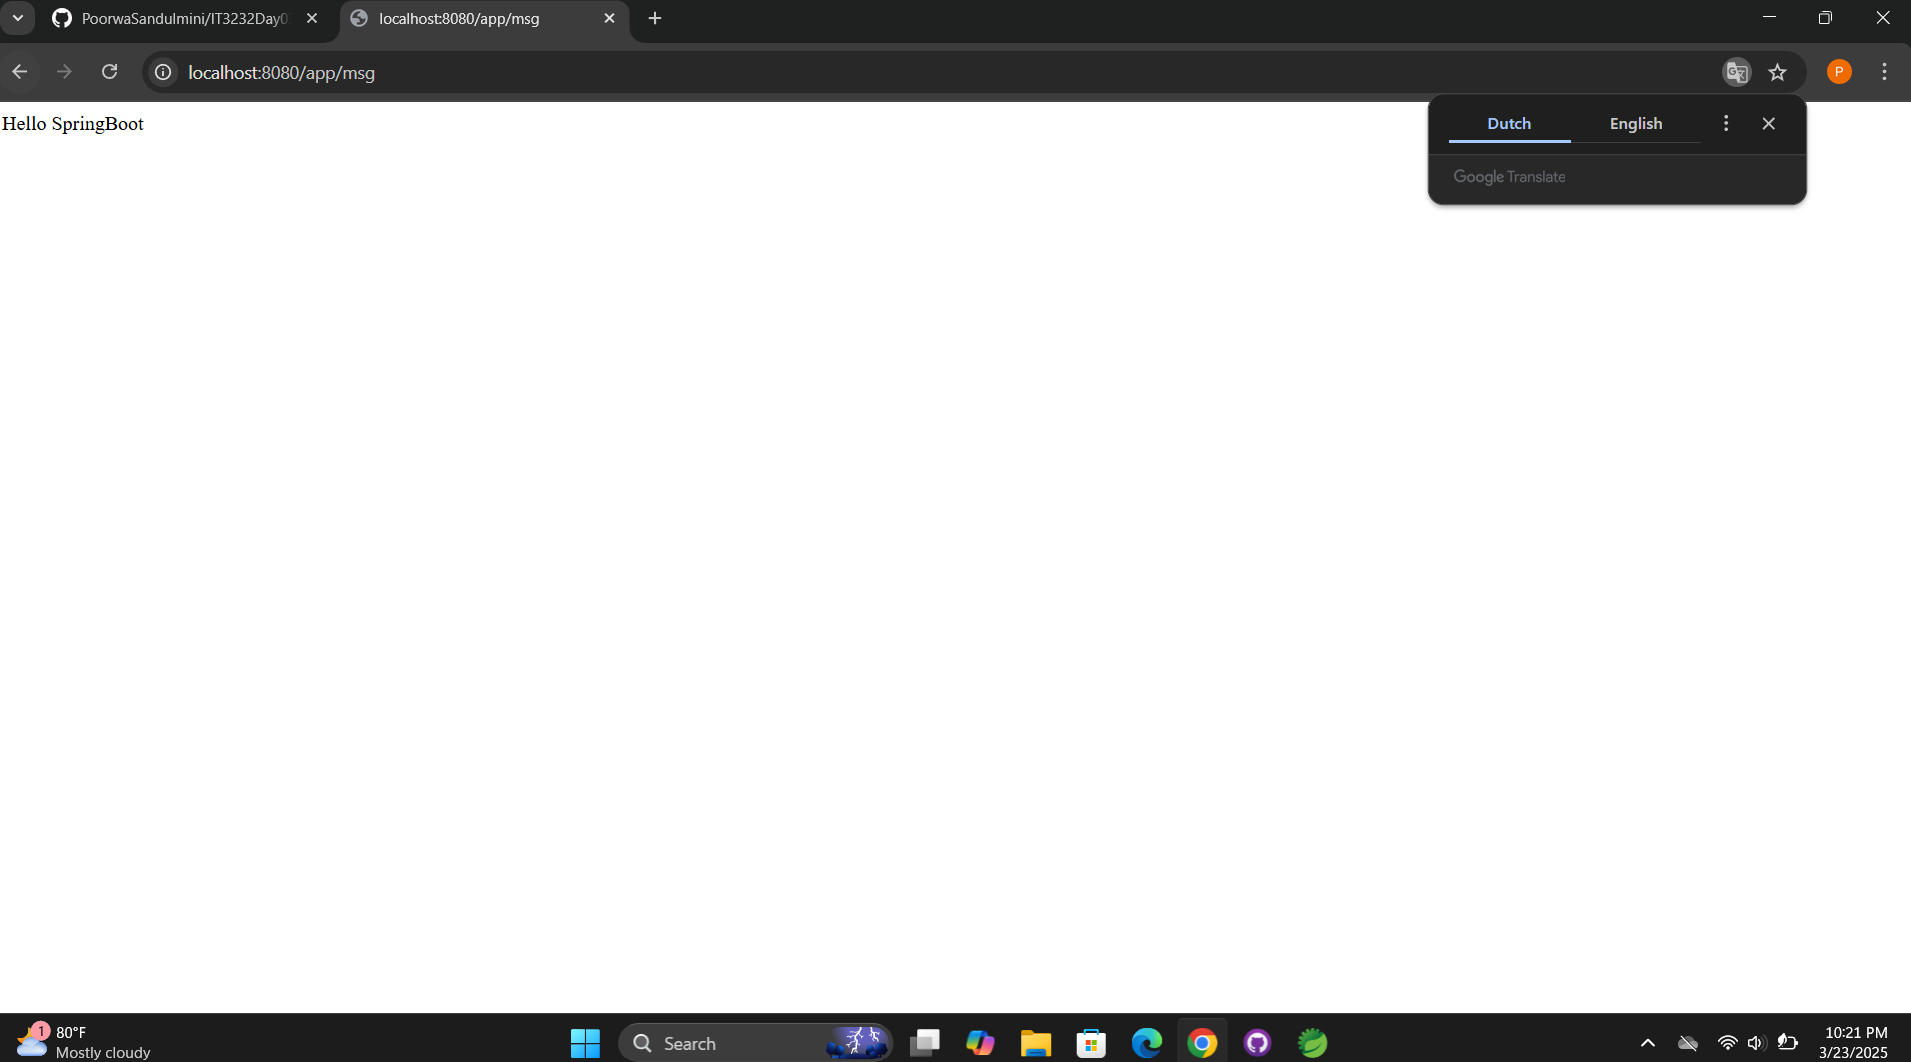 PoorwaSandulmini/IT3232Day0
localhost:8080/app/msg
localhost:8080/app/msg
P
Hello SpringBoot
Dutch
English
Google Translate
1
80°F
Mostly cloudy
Search
10:21 PM
3/23/2025